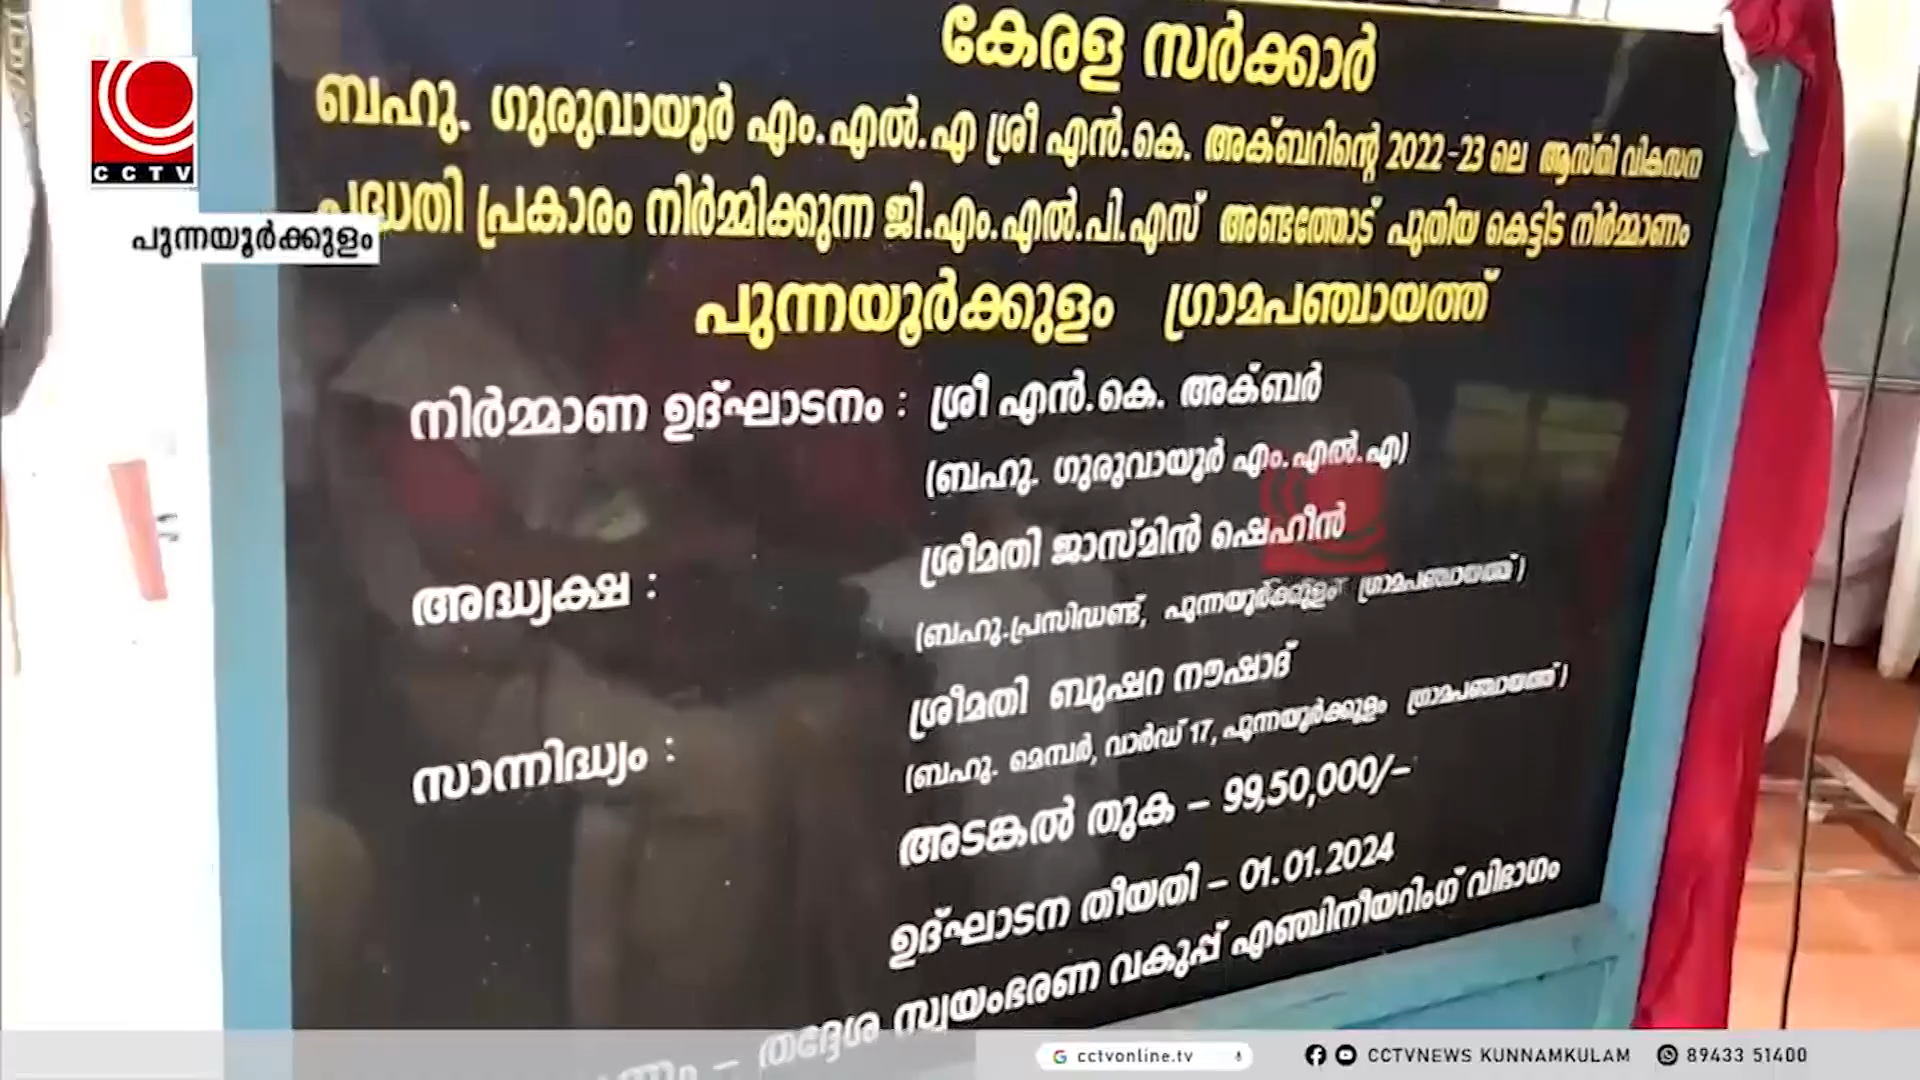 കേരള സർക്കാർ
ബഹു. ഗുരുവായൂർ എം.എൽ.എ ശ്രീ എൻ.കെ. അക്ബറിന്റെ 2022-23 ലെ ആസ്തി വികസന
പദ്ധതി പ്രകാരം നിർമ്മിക്കുന്ന ജി.എം.എൽ.പി.എസ് അണ്ടത്തോട് പുതിയ കെട്ടിട നിർമ്മാണം
പുന്നയൂർക്കുളം ഗ്രാമപഞ്ചായത്ത്
നിർമ്മാണ ഉദ്ഘാടനം : ശ്രീ എൻ.കെ. അക്ബർ
(ബഹു. ഗുരുവായൂർ എം.എൽ.എ)
അദ്ധ്യക്ഷ : ശ്രീമതി ജാസ്മിൻ ഷെഹീൻ
(ബഹു.പ്രസിഡണ്ട്, പുന്നയൂർക്കുളം ഗ്രാമപഞ്ചായത്ത്)
സാന്നിദ്ധ്യം : ശ്രീമതി ബുഷറ നൗഷാദ്
(ബഹു. മെമ്പർ, വാർഡ് 17, പുന്നയൂർക്കുളം ഗ്രാമപഞ്ചായത്ത്)
അടങ്കൽ തുക - 99,50,000/-
ഉദ്ഘാടന തീയതി - 01.01.2024
- തദ്ദേശ സ്വയംഭരണ വകുപ്പ് എഞ്ചിനീയറിംഗ് വിഭാഗം
CCTV
പുന്നയൂർക്കുളം
cctvonline.tv
CCTVNEWS KUNNAMKULAM
89433 51400